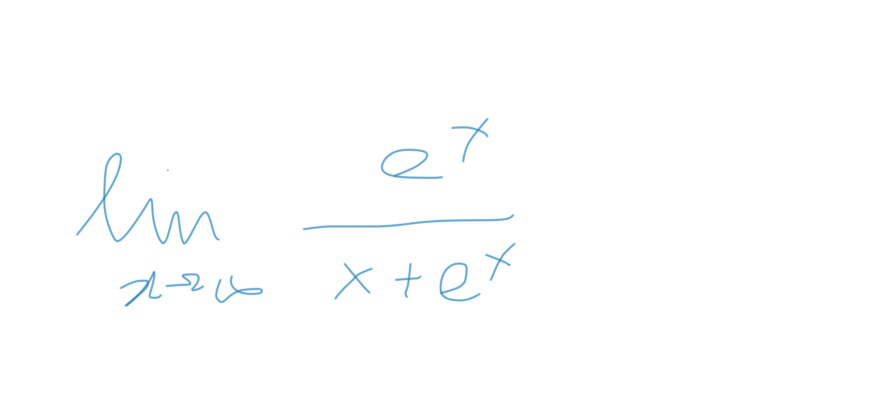 lim x→∞ e^x / (x + e^x)